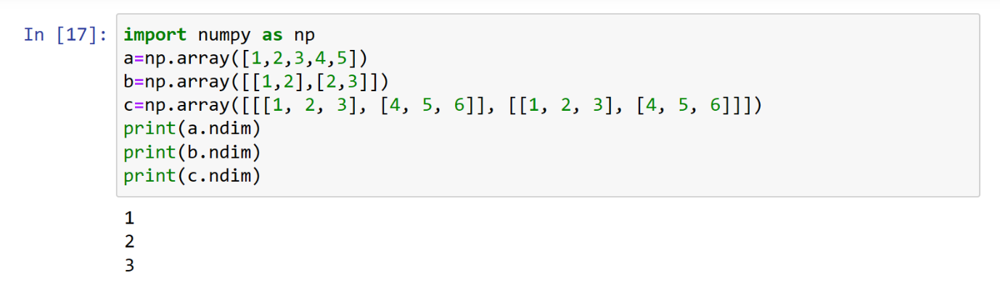 In [17]: import numpy as np
a=np.array([1,2,3,4,5])
b=np.array([[1,2],[2,3]])
c=np.array([[[1, 2, 3], [4, 5, 6]], [[1, 2, 3], [4, 5, 6]]])
print(a.ndim)
print(b.ndim)
print(c.ndim)
1
2
3